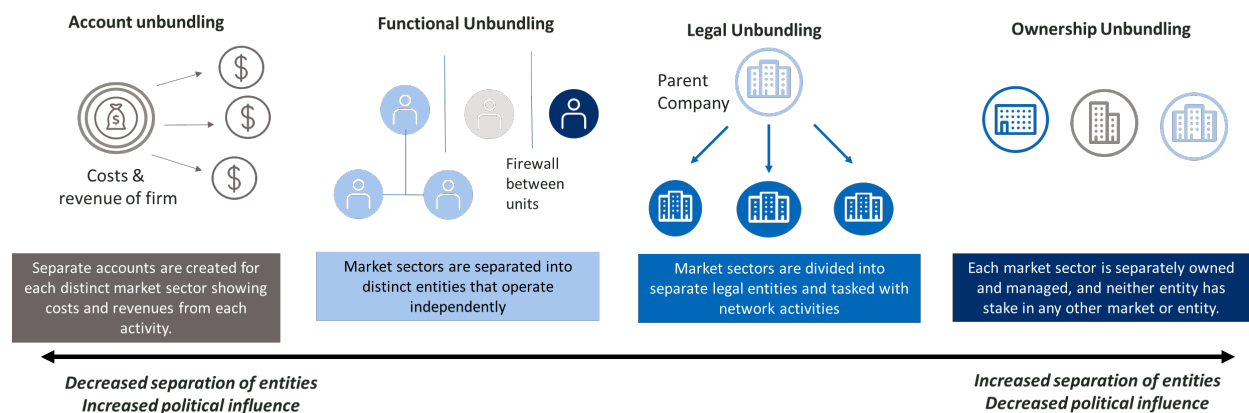 Account unbundling
Costs &
revenue of firm
Separate accounts are created for
each distinct market sector showing
costs and revenues from each
activity.
Functional Unbundling
Firewall
between
units
Market sectors are separated into
distinct entities that operate
independently
Legal Unbundling
Parent
Company
Market sectors are divided into
separate legal entities and tasked with
network activities
Ownership Unbundling
Each market sector is separately owned
and managed, and neither entity has
stake in any other market or entity.
Decreased separation of entities
Increased political influence
Increased separation of entities
Decreased political influence